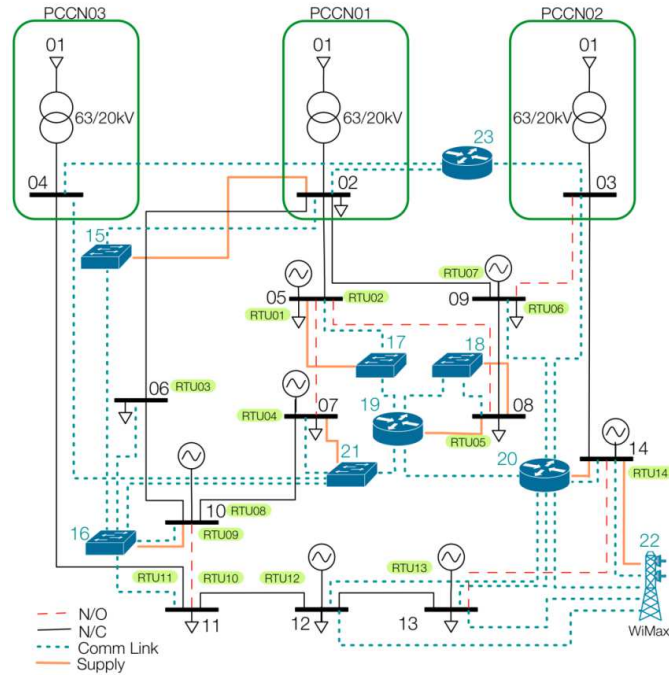 PCCN03 PCCN01 PCCN02
01 01 01
63/20kV 63/20kV 63/20kV
23
04 02 03
15
RTU07
05 RTU02 09 RTU06
RTU01
17 18
06 RTU03
07 19 08 14
RTU04 RTU05 20 RTU14
21
10 RTU08
16 RTU09 22
RTU11 RTU10 RTU12 RTU13
11 12 13
WiMax
N/O
N/C
Comm Link
Supply